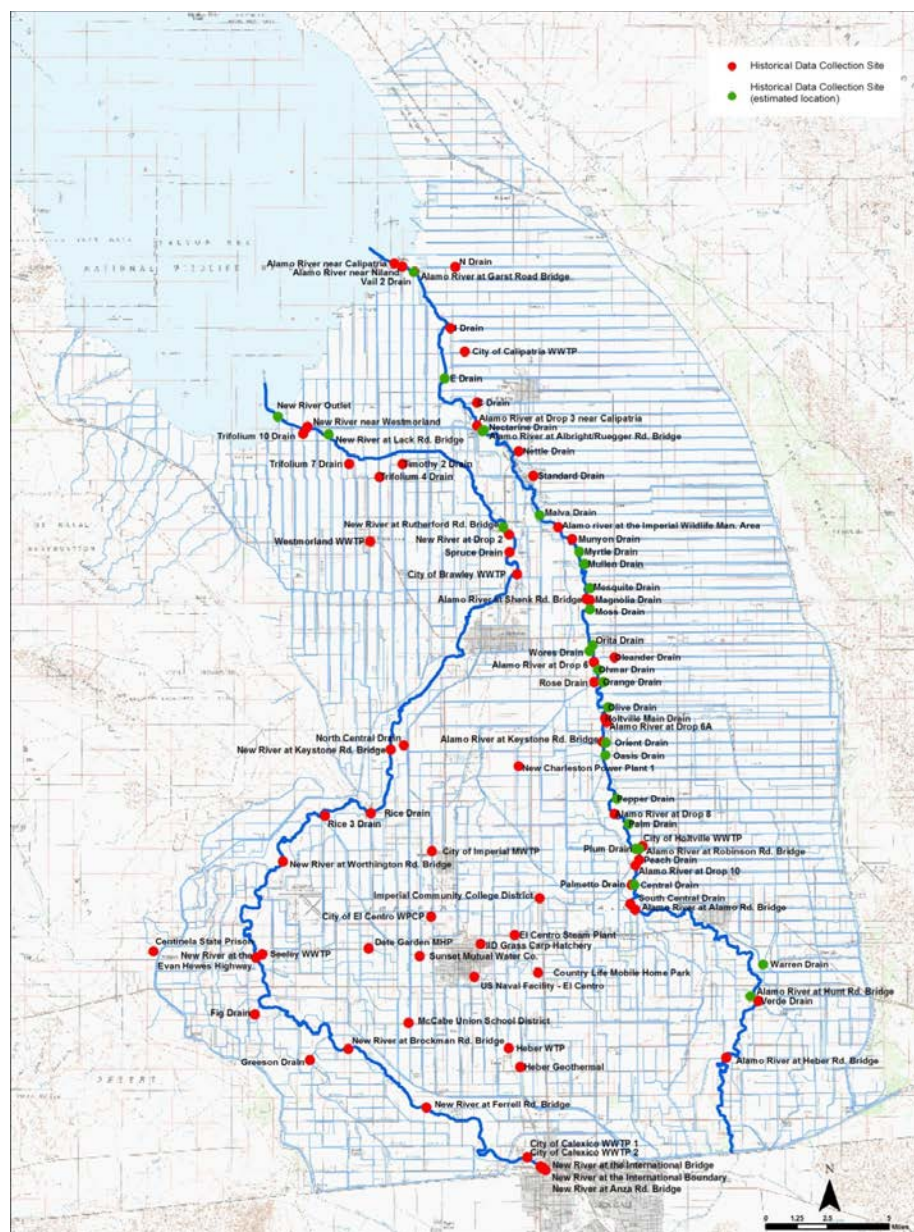 Historical Data Collection Site
Historical Data Collection Site
(estimated location)
Alamo River near Calipatria
N Drain
Alamo River near Niland
Vail 2 Drain
Alamo River at Garst Road Bridge
Drain
City of Calipatria WWTP
E Drain
Drain
New River Outlet
Alamo River at Drop 3 near Calipatria
New River near Westmorland
Nectarine Drain
Trifolium 10 Drain
New River at Lack Rd. Bridge
Alamo River at Albright/Ruegger Rd. Bridge
Nettle Drain
Trifolium 7 Drain
Timothy 2 Drain
Trifolium 4 Drain
Standard Drain
Malva Drain
New River at Rutherford Rd. Bridge
Alamo river at the Imperial Wildlife Man. Area
New River at Drop 2
Westmorland WWTP
Munyon Drain
Spruce Drain
Myrtle Drain
Mullen Drain
City of Brawley WWTP
Mesquite Drain
Alamo River at Shank Rd. Bridge
Magnolia Drain
Moss Drain
Orita Drain
Wores Drain
Oleander Drain
Alamo River at Drop 6
Dhmar Drain
Rose Drain
Orange Drain
Olive Drain
Holtville Main Drain
Alamo River at Drop 6A
North Central Drain
Alamo River at Keystone Rd. Bridge
Orient Drain
New River at Keystone Rd. Bridge
Oasis Drain
New Charleston Power Plant 1
Pepper Drain
Rice Drain
Alamo River at Drop 8
Rice 3 Drain
Palm Drain
City of Holtville WWTP
Plum Drain
Alamo River at Robinson Rd. Bridge
City of Imperial MWTP
Peach Drain
New River at Worthington Rd. Bridge
Alamo River at Drop 10
Palmetto Drain
Central Drain
Imperial Community College District
South Central Drain
Alamo River at Alamo Rd. Bridge
City of El Centro WPCP
El Centro Steam Plant
Centinela State Prison
Date Garden MHP
IID Grass Carp Hatchery
New River at the
Evan Hewes Highway
Seeley WWTP
Sunset Mutual Water Co.
Warren Drain
Country Life Mobile Home Park
US Naval Facility - El Centro
Alamo River at Hunt Rd. Bridge
Verde Drain
Fig Drain
McCabe Union School District
New River at Brockman Rd. Bridge
Heber WTP
Greeson Drain
Alamo River at Heber Rd. Bridge
Heber Geothermal
New River at Ferrell Rd. Bridge
City of Calexico WWTP 1
City of Calexico WWTP 2
New River at the International Bridge
New River at the International Boundary
New River at Anza Rd. Bridge
N
0 1.25 2.5 5
Miles